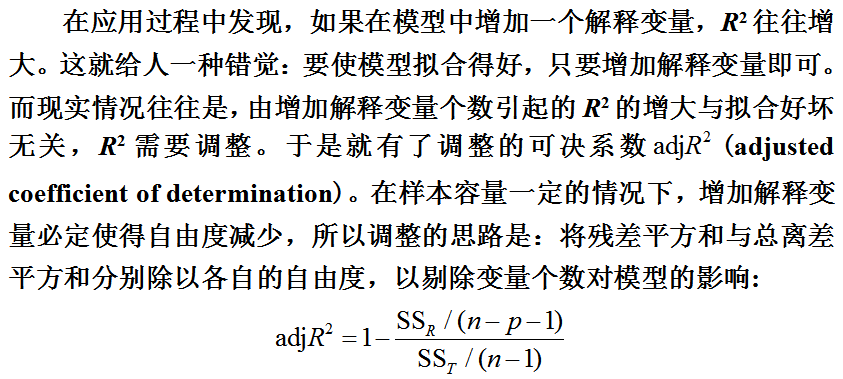 在应用过程中发现，如果在模型中增加一个解释变量，R² 往往增
大。这就给人一种错觉：要使模型拟合得好，只要增加解释变量即可。
而现实情况往往是，由增加解释变量个数引起的 R² 的增大与拟合好坏
无关，R² 需要调整。于是就有了调整的可决系数 adjR² (adjusted
coefficient of determination)。在样本容量一定的情况下，增加解释变
量必定使得自由度减少，所以调整的思路是：将残差平方和与总离差
平方和分别除以各自的自由度，以剔除变量个数对模型的影响:
adjR² = 1 − (SS_R / (n − p − 1)) / (SS_T / (n − 1))